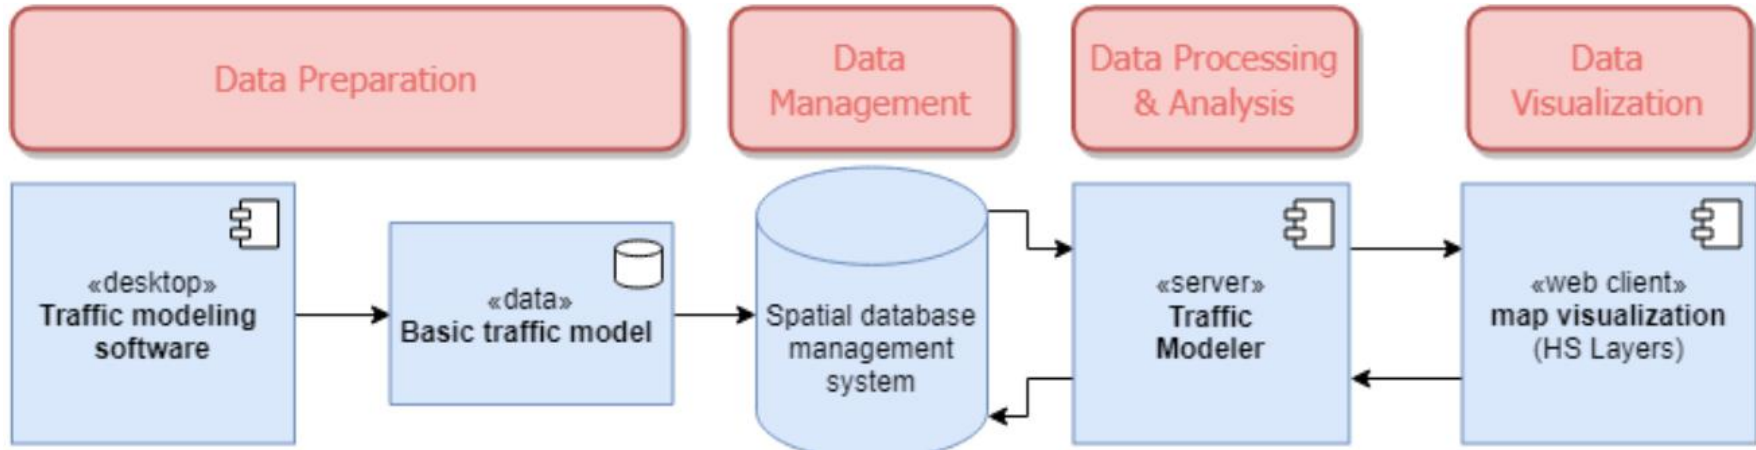 Data Preparation
Data
Management
Data Processing
& Analysis
Data
Visualization
«desktop»
Traffic modeling
software
«data»
Basic traffic model
Spatial database
management
system
«server»
Traffic
Modeler
«web client»
map visualization
(HS Layers)